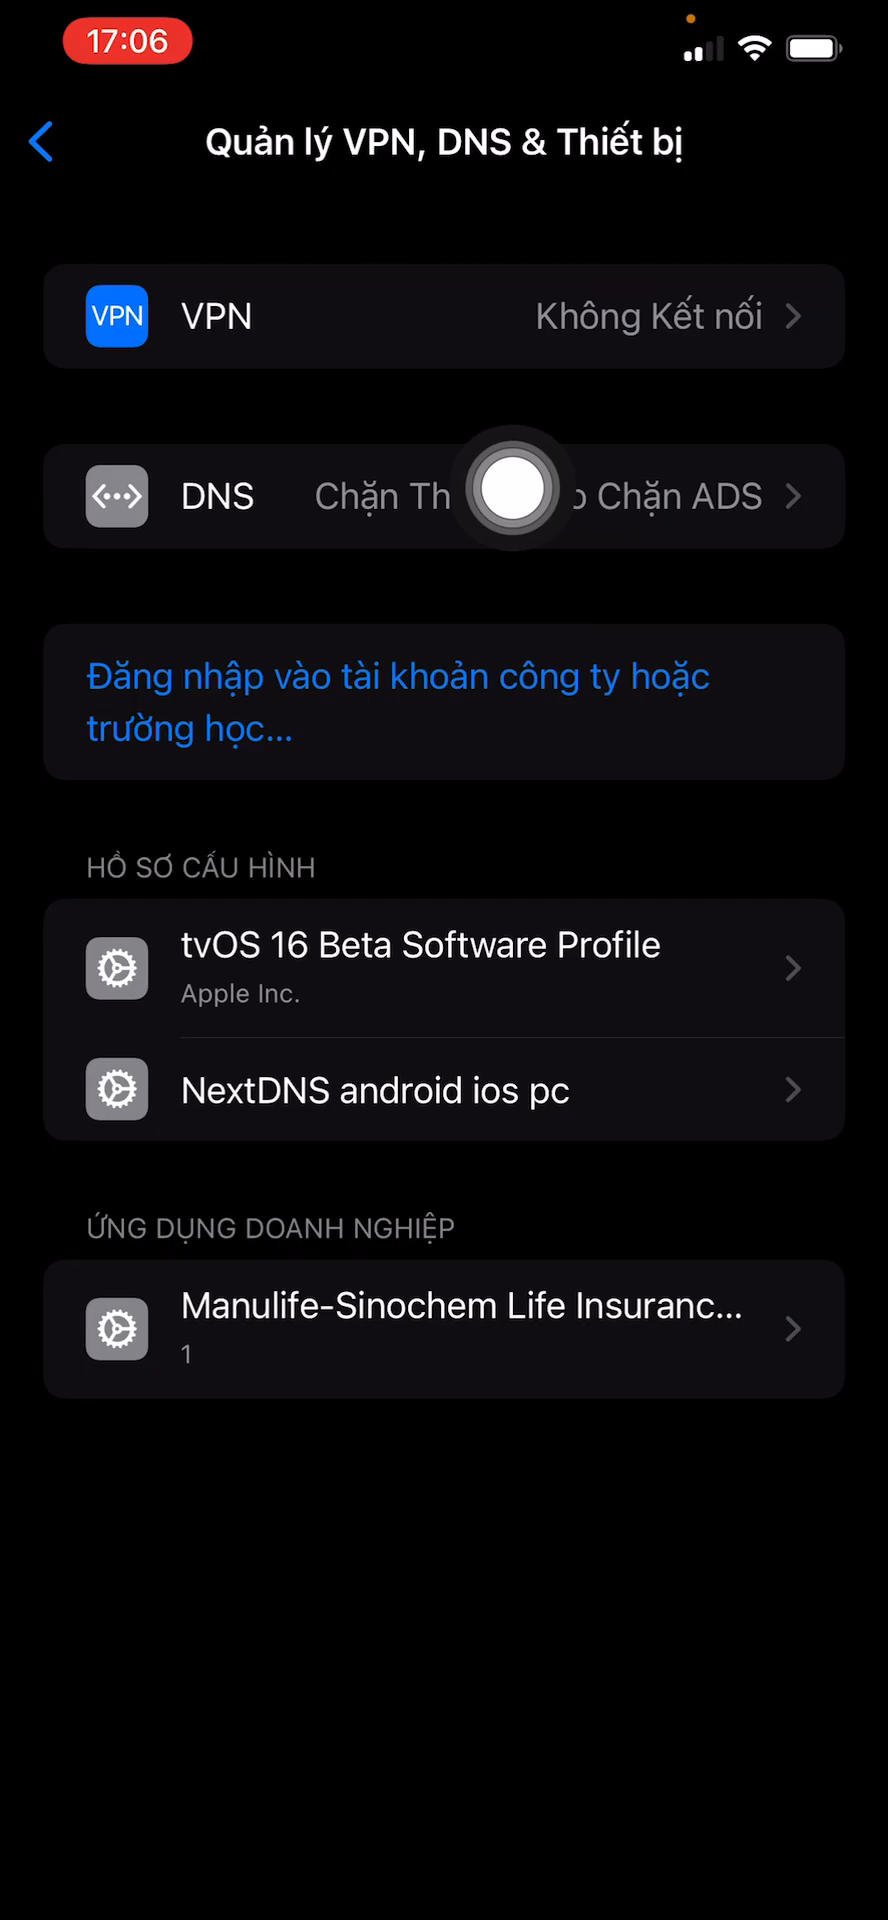 17:06
Quản lý VPN, DNS & Thiết bị
VPN VPN Không Kết nối
DNS Chặn ADS
Đăng nhập vào tài khoản công ty hoặc
trường học...
HỒ SƠ CẤU HÌNH
tvOS 16 Beta Software Profile
Apple Inc.
NextDNS android ios pc
ỨNG DỤNG DOANH NGHIỆP
Manulife-Sinochem Life Insuranc...
1